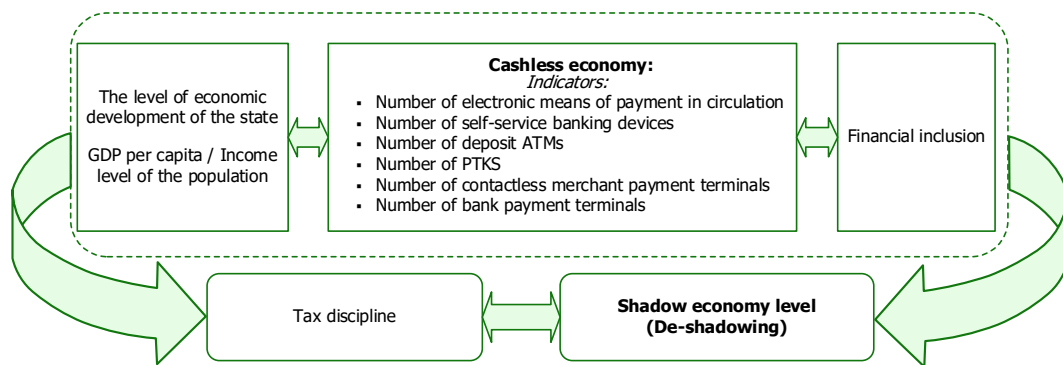 The level of economic
development of the state
GDP per capita / Income
level of the population
Cashless economy:
Indicators:
▪ Number of electronic means of payment in circulation
▪ Number of self-service banking devices
▪ Number of deposit ATMs
▪ Number of PTKS
▪ Number of contactless merchant payment terminals
▪ Number of bank payment terminals
Financial inclusion
Tax discipline
Shadow economy level
(De-shadowing)